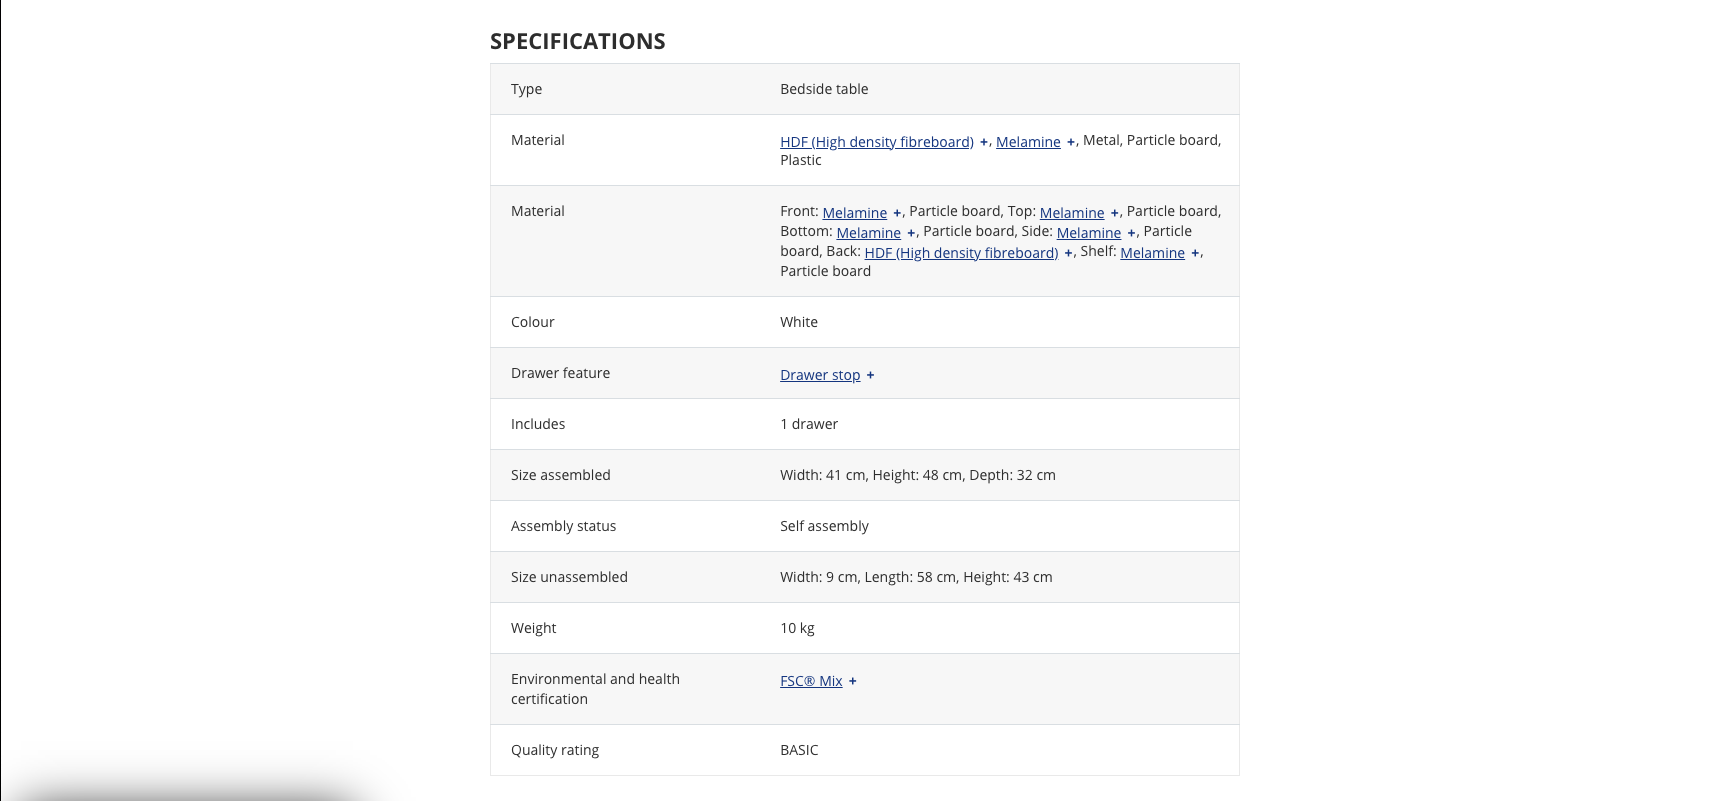 SPECIFICATIONS
Type Bedside table
Material HDF (High density fibreboard) +, Melamine +, Metal, Particle board,
Plastic
Material Front: Melamine +, Particle board, Top: Melamine +, Particle board,
Bottom: Melamine +, Particle board, Side: Melamine +, Particle
board, Back: HDF (High density fibreboard) +, Shelf: Melamine +,
Particle board
Colour White
Drawer feature Drawer stop +
Includes 1 drawer
Size assembled Width: 41 cm, Height: 48 cm, Depth: 32 cm
Assembly status Self assembly
Size unassembled Width: 9 cm, Length: 58 cm, Height: 43 cm
Weight 10 kg
Environmental and health FSC® Mix +
certification
Quality rating BASIC